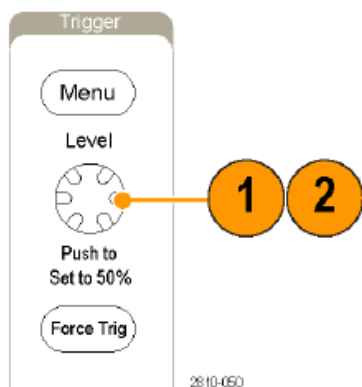 Trigger
Menu
Level
1 2
Push to
Set to 50%
Force Trig
2810-050